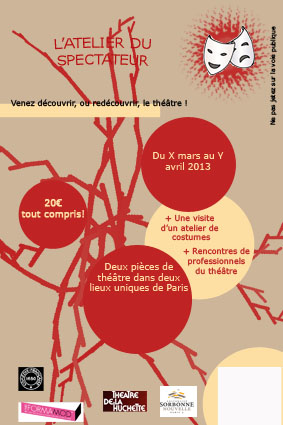 L'ATELIER DU
SPECTATEUR
Venez découvrir, ou redécouvrir, le théâtre !
Ne pas jetez sur la voie publique
Du X mars au Y
avril 2013
20€
tout compris!
+ Une visite
d'un atelier de
costumes
+ Rencontres de
professionnels
du théâtre
Deux pièces de
théâtre dans deux
lieux uniques de Paris
FORMAMOD
THEATRE
DE LA
HUCHETTE
SORBONNE
NOUVELLE